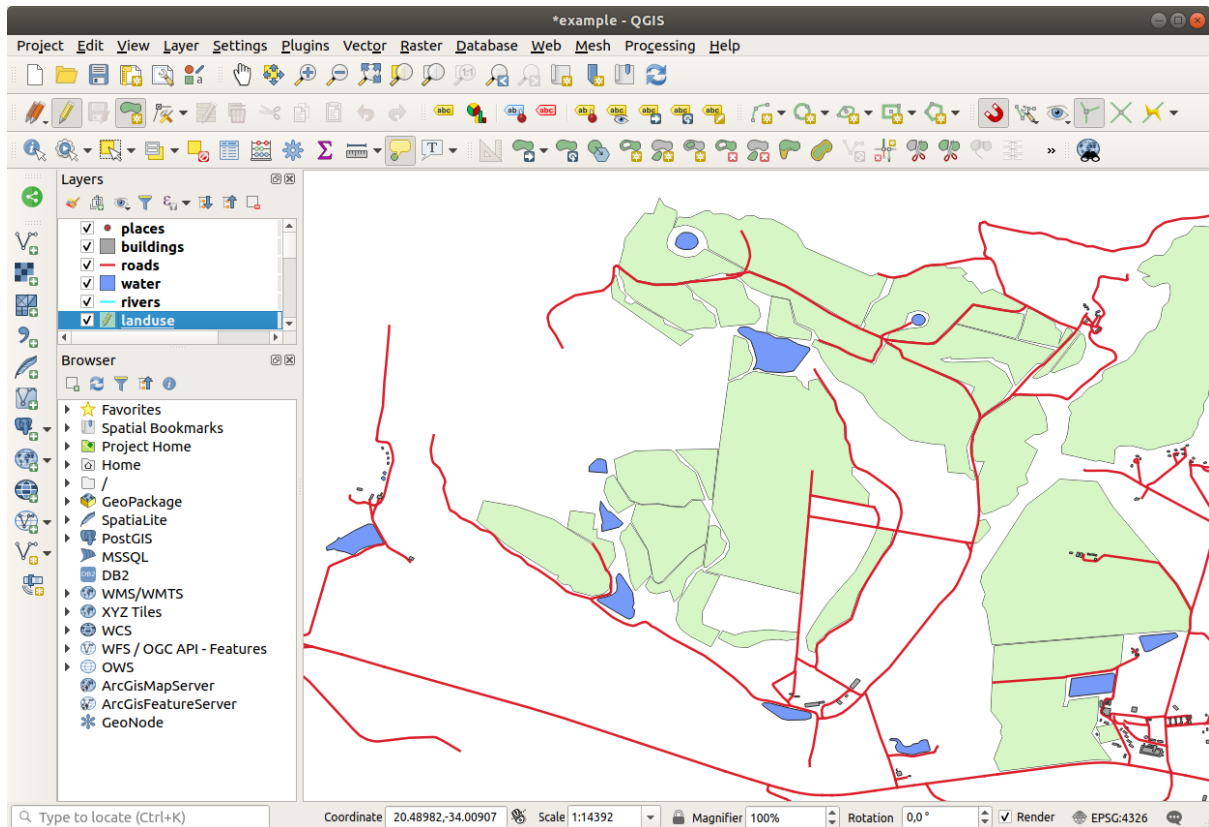 *example - QGIS
Project Edit View Layer Settings Plugins Vector Raster Database Web Mesh Processing Help
Layers
places
buildings
roads
water
rivers
landuse
Browser
Favorites
Spatial Bookmarks
Project Home
Home
/
GeoPackage
SpatiaLite
PostGIS
MSSQL
DB2
WMS/WMTS
XYZ Tiles
WCS
WFS / OGC API - Features
OWS
ArcGisMapServer
ArcGisFeatureServer
GeoNode
Type to locate (Ctrl+K) Coordinate 20.48982,-34.00907 Scale 1:14392 Magnifier 100% Rotation 0,0 ° Render EPSG:4326